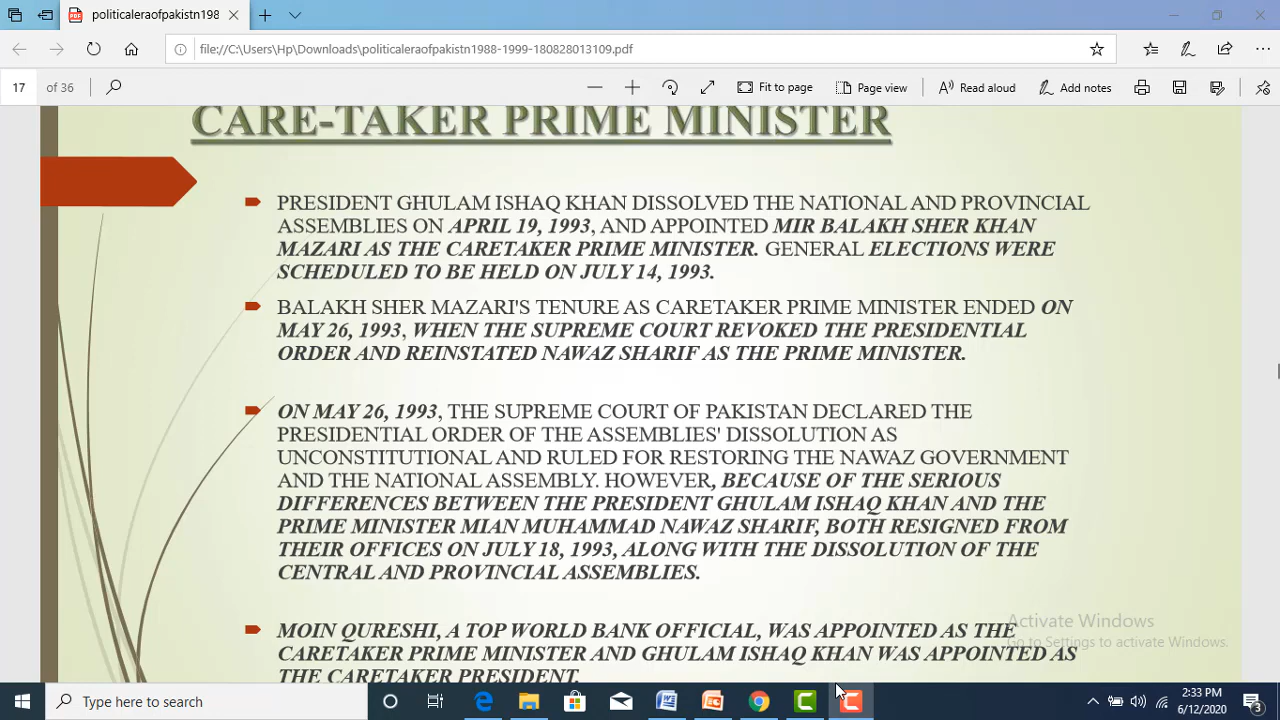 politicaleraofpakistn198
file://C:\Users\Hp\Downloads\politicaleraofpakistn1988-1999-180828013109.pdf
17 of 36
Fit to page
Page view
Read aloud
Add notes
CARE-TAKER PRIME MINISTER
PRESIDENT GHULAM ISHAQ KHAN DISSOLVED THE NATIONAL AND PROVINCIAL
ASSEMBLIES ON APRIL 19, 1993, AND APPOINTED MIR BALAKH SHER KHAN
MAZARI AS THE CARETAKER PRIME MINISTER. GENERAL ELECTIONS WERE
SCHEDULED TO BE HELD ON JULY 14, 1993.
BALAKH SHER MAZARI'S TENURE AS CARETAKER PRIME MINISTER ENDED ON
MAY 26, 1993, WHEN THE SUPREME COURT REVOKED THE PRESIDENTIAL
ORDER AND REINSTATED NAWAZ SHARIF AS THE PRIME MINISTER.
ON MAY 26, 1993, THE SUPREME COURT OF PAKISTAN DECLARED THE
PRESIDENTIAL ORDER OF THE ASSEMBLIES' DISSOLUTION AS
UNCONSTITUTIONAL AND RULED FOR RESTORING THE NAWAZ GOVERNMENT
AND THE NATIONAL ASSEMBLY. HOWEVER, BECAUSE OF THE SERIOUS
DIFFERENCES BETWEEN THE PRESIDENT GHULAM ISHAQ KHAN AND THE
PRIME MINISTER MIAN MUHAMMAD NAWAZ SHARIF, BOTH RESIGNED FROM
THEIR OFFICES ON JULY 18, 1993, ALONG WITH THE DISSOLUTION OF THE
CENTRAL AND PROVINCIAL ASSEMBLIES.
MOIN QURESHI, A TOP WORLD BANK OFFICIAL, WAS APPOINTED AS THE
CARETAKER PRIME MINISTER AND GHULAM ISHAQ KHAN WAS APPOINTED AS
THE CARETAKER PRESIDENT.
Activate Windows
Go to Settings to activate Windows.
Type here to search
2:33 PM
6/12/2020
3